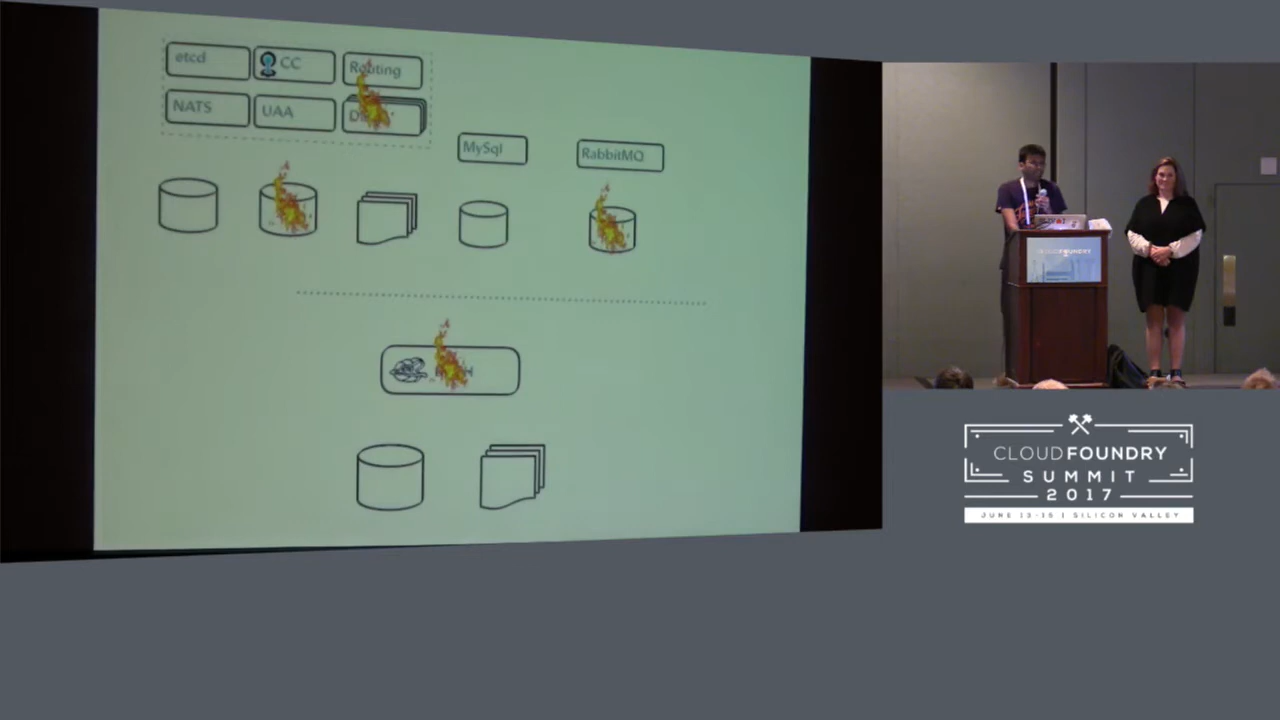 etcd
CC
Routing
NATS
UAA
MySql
RabbitMQ
CLOUDFOUNDRY
SUMMIT
2017
JUNE 13-15 | SILICON VALLEY